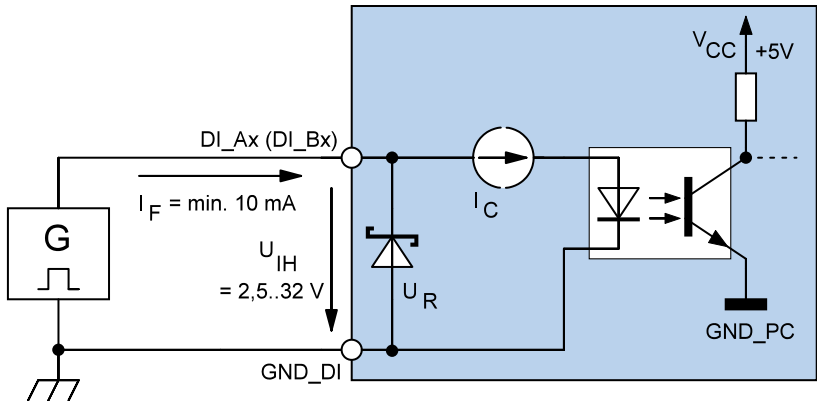 V CC +5V
DI_Ax (DI_Bx)
I F = min. 10 mA
I C
G
U IH
= 2,5..32 V
U R
GND_PC
GND_DI